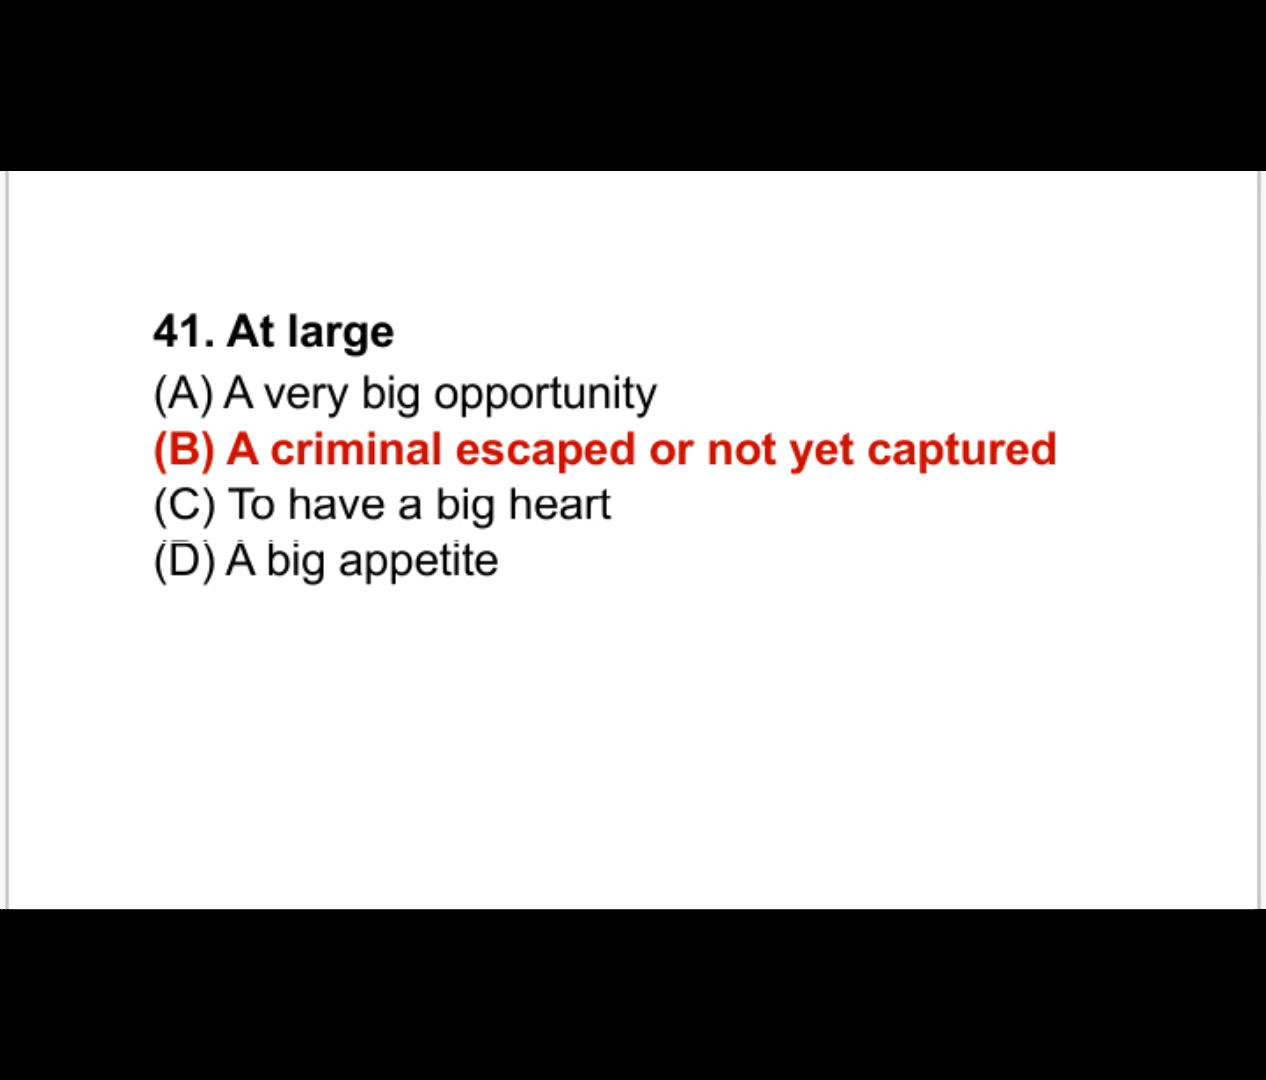 41. At large
(A) A very big opportunity
(B) A criminal escaped or not yet captured
(C) To have a big heart
(D) A big appetite